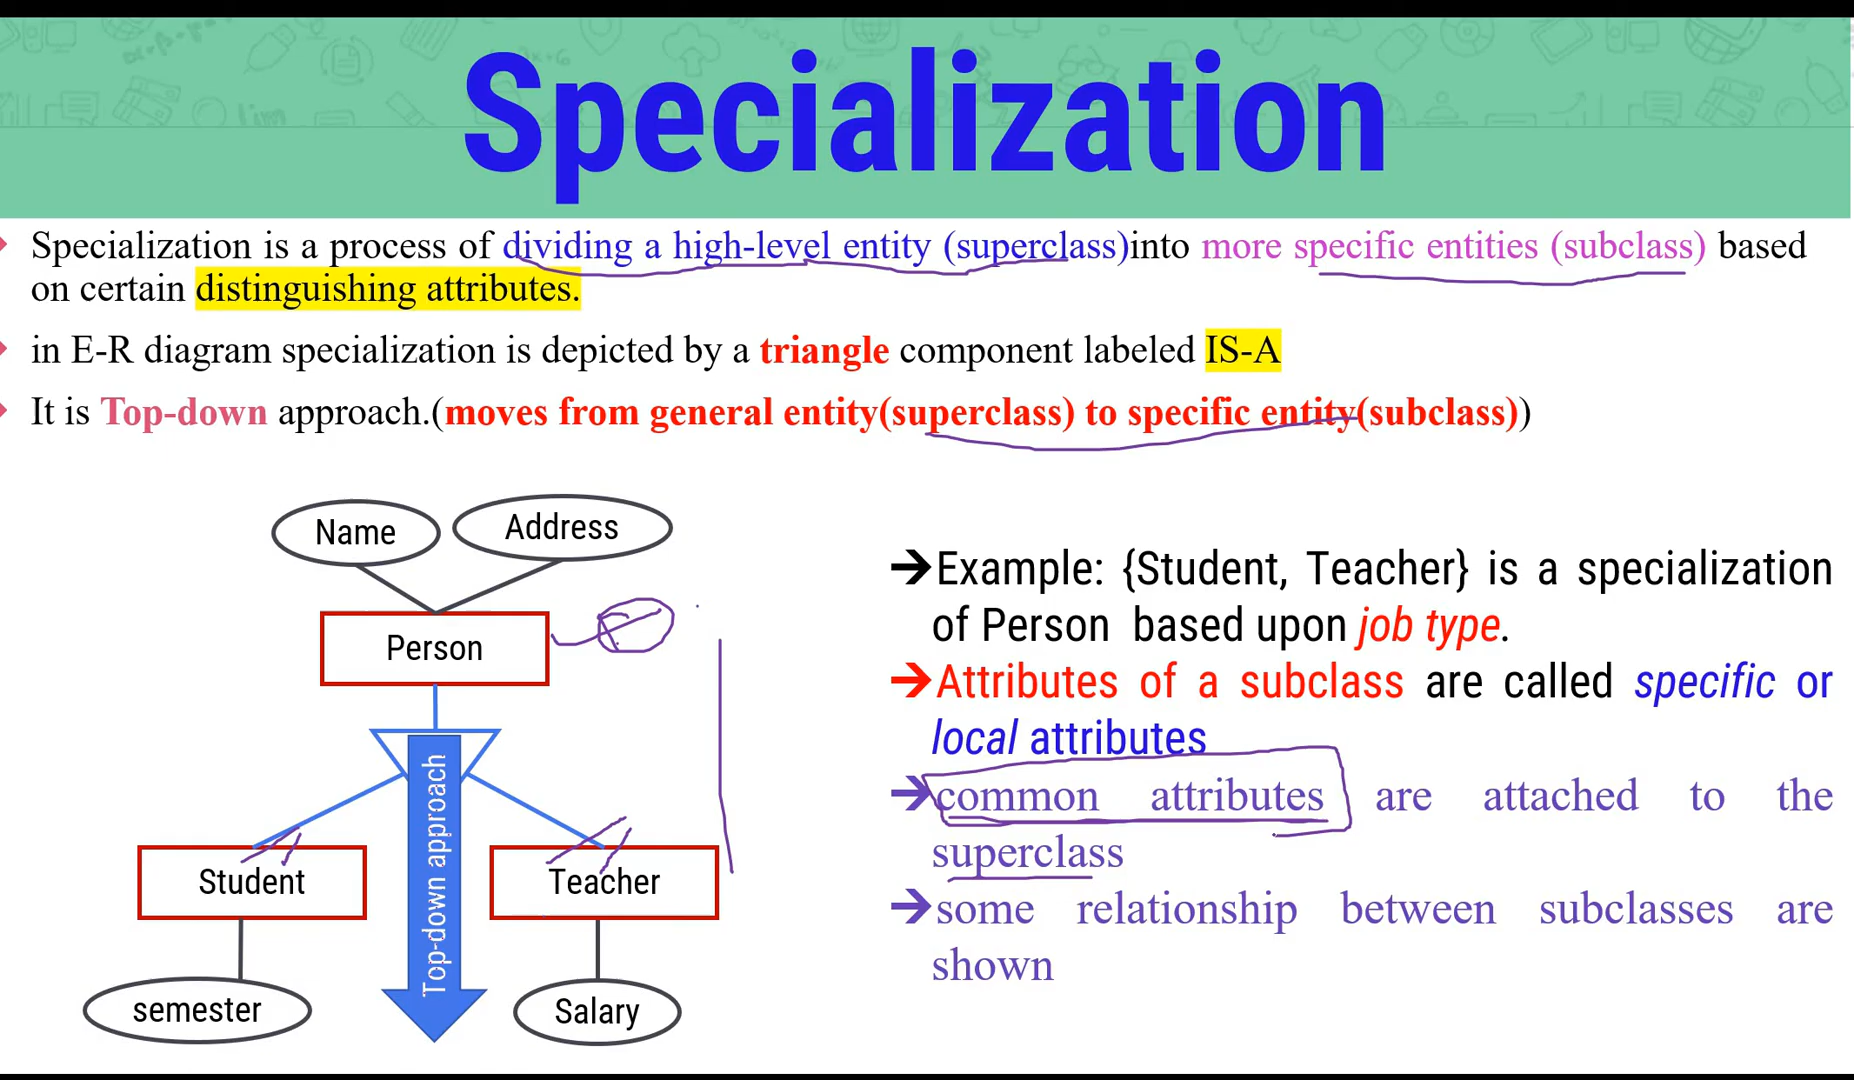 Specialization
Specialization is a process of dividing a high-level entity (superclass)into more specific entities (subclass) based
on certain distinguishing attributes.
in E-R diagram specialization is depicted by a triangle component labeled IS-A
It is Top-down approach.(moves from general entity(superclass) to specific entity(subclass))
Name
Address
Person
Top-down approach
Student
Teacher
semester
Salary
➔Example: {Student, Teacher} is a specialization
of Person based upon job type.
➔Attributes of a subclass are called specific or
local attributes
➔common attributes are attached to the
superclass
➔some relationship between subclasses are
shown